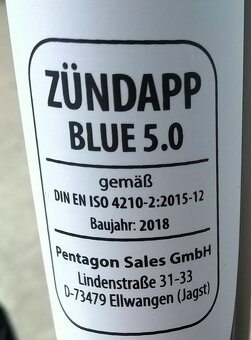 ZÜNDAPP
BLUE 5.0
gemäß
DIN EN ISO 4210-2:2015-12
Baujahr: 2018
Pentagon Sales GmbH
Lindenstraße 31-33
D-73479 Ellwangen (Jagst)